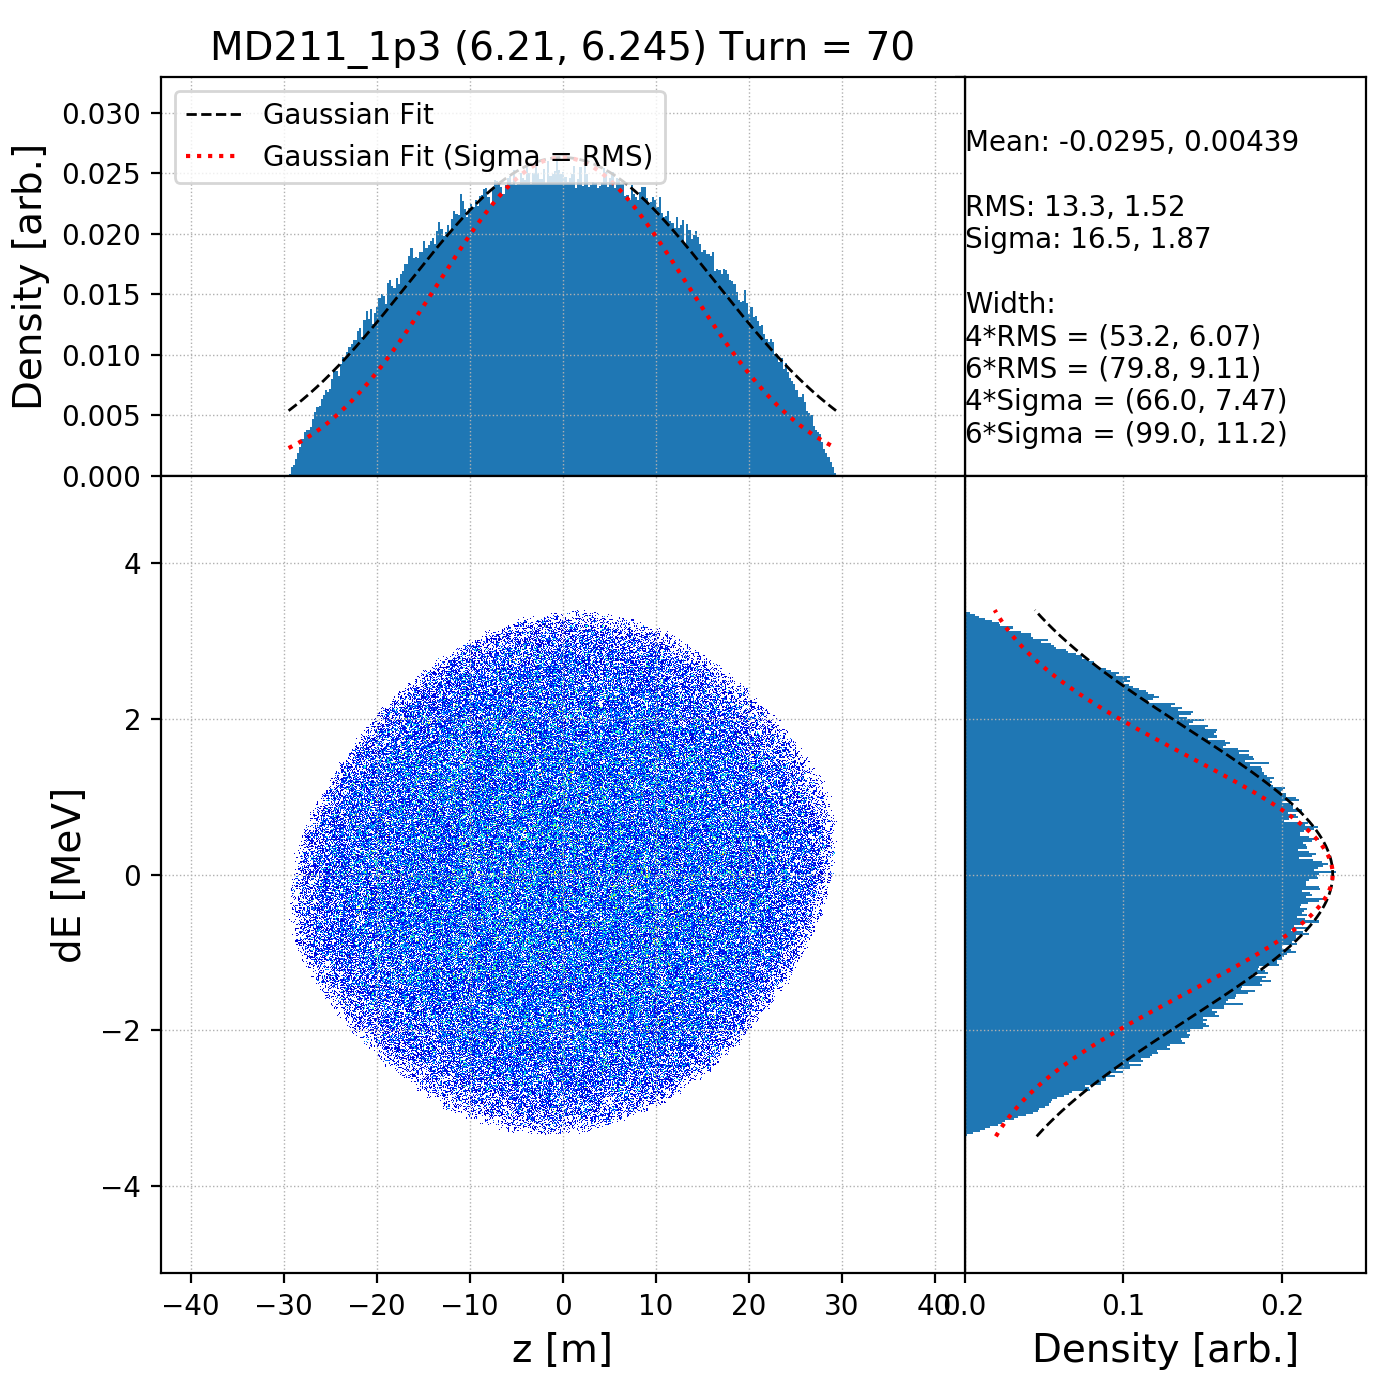 MD211_1p3 (6.21, 6.245) Turn = 70
Gaussian Fit
Gaussian Fit (Sigma = RMS)
Density [arb.]
0.030
0.025
0.020
0.015
0.010
0.005
0.000
Mean: -0.0295, 0.00439
RMS: 13.3, 1.52
Sigma: 16.5, 1.87
Width:
4*RMS = (53.2, 6.07)
6*RMS = (79.8, 9.11)
4*Sigma = (66.0, 7.47)
6*Sigma = (99.0, 11.2)
dE [MeV]
4
2
0
−2
−4
−40 −30 −20 −10 0 10 20 30 40
z [m]
0.0 0.1 0.2
Density [arb.]